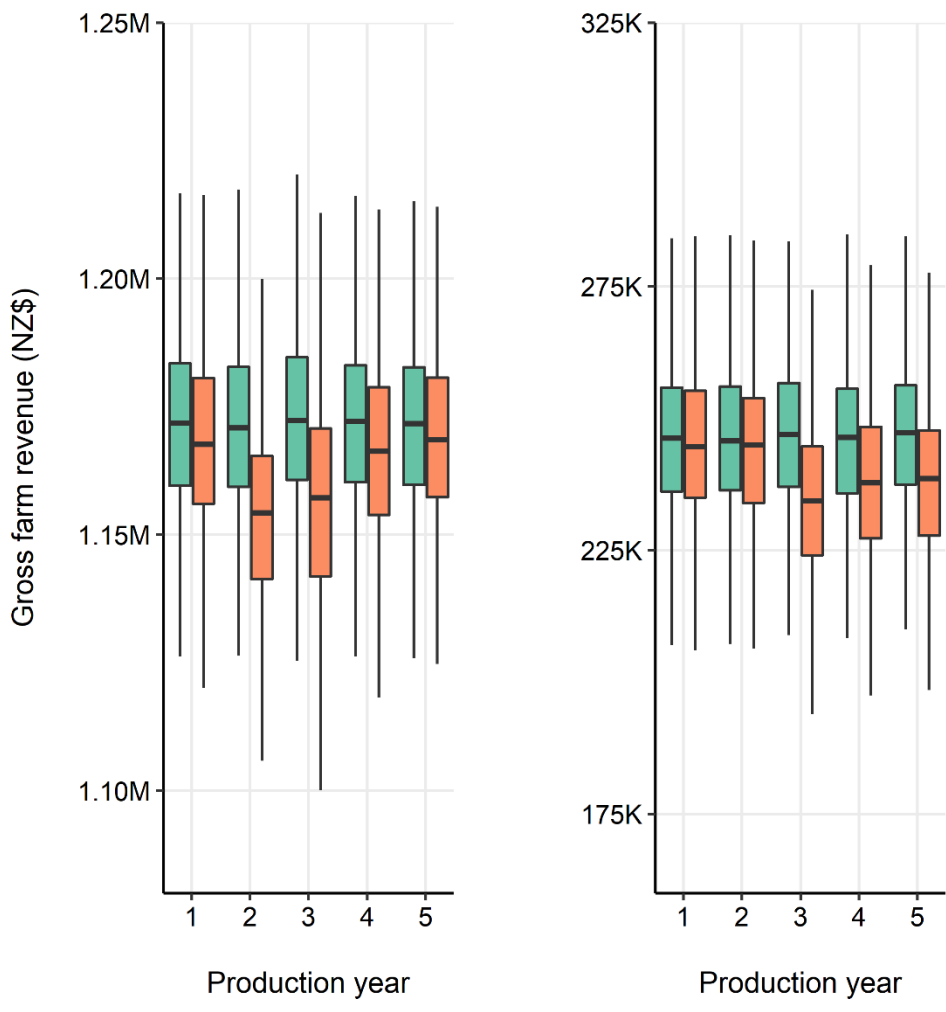 Gross farm revenue (NZ$)
1.25M
1.20M
1.15M
1.10M
1 2 3 4 5
Production year
325K
275K
225K
175K
1 2 3 4 5
Production year